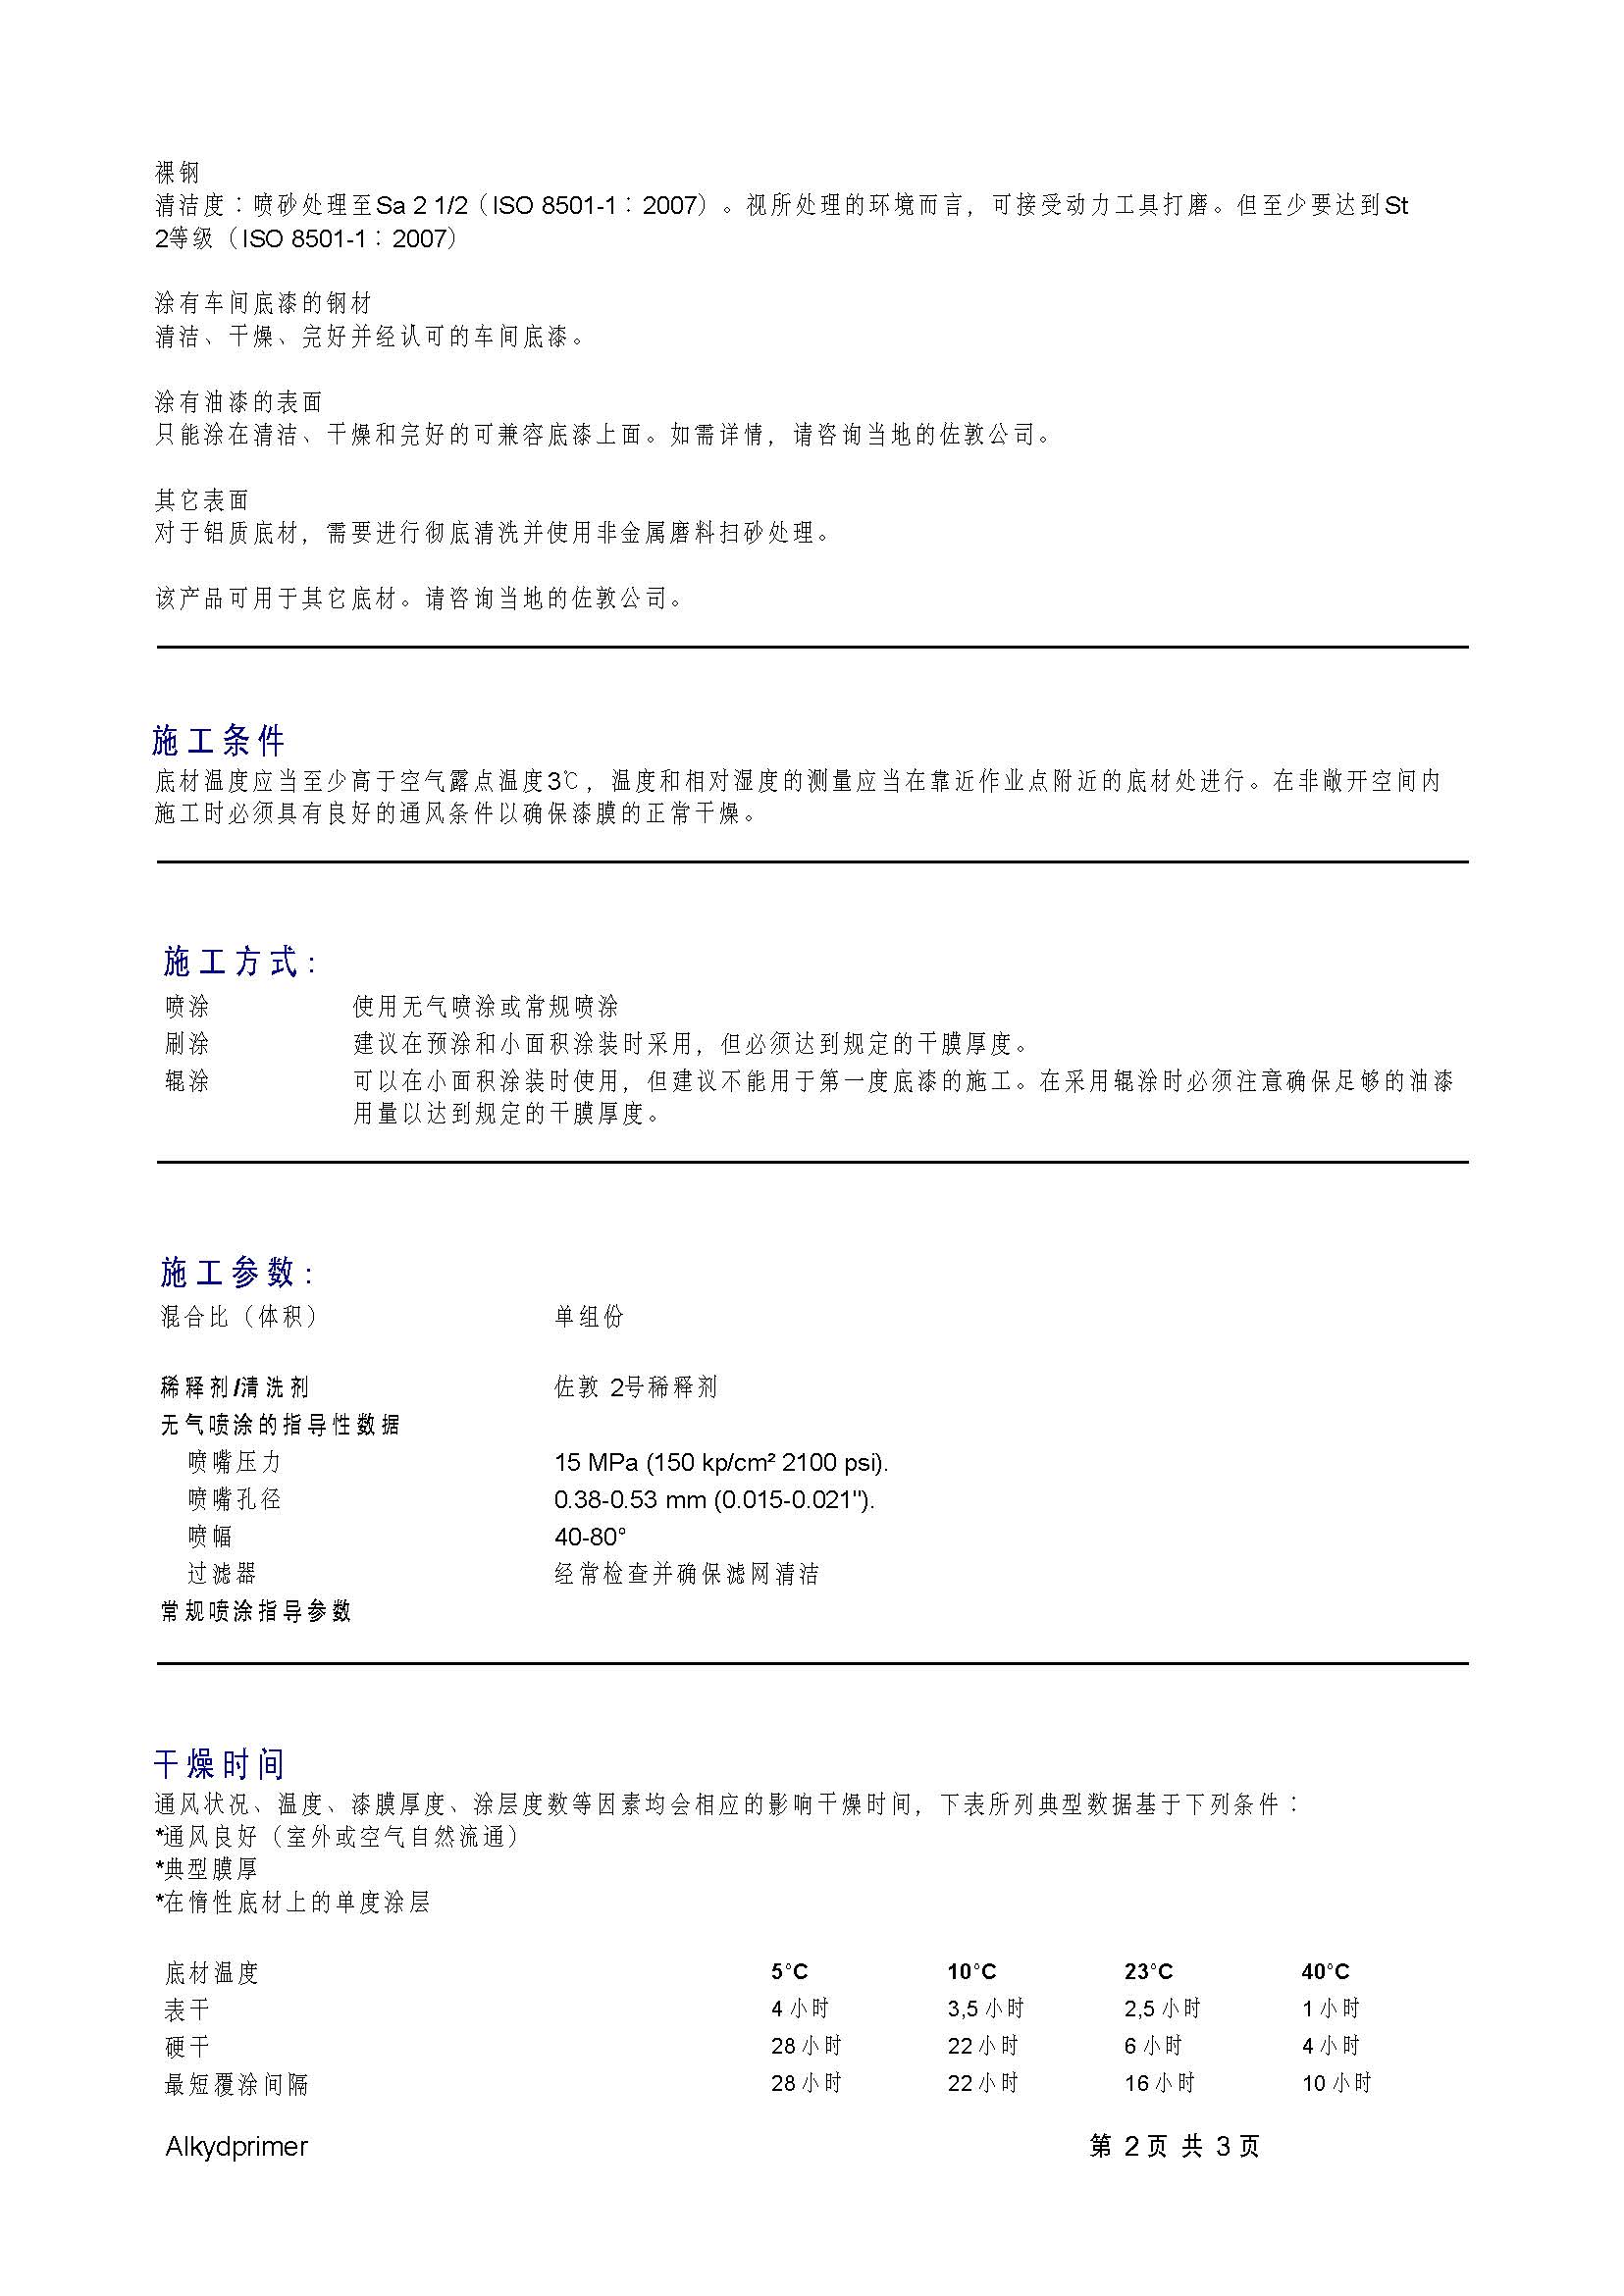 裸钢
清洁度：喷砂处理至Sa 2 1/2（ISO 8501-1：2007）。视所处理的环境而言，可接受动力工具打磨。但至少要达到St
2等级（ISO 8501-1：2007）
涂有车间底漆的钢材
清洁、干燥、完好并经认可的车间底漆。
涂有油漆的表面
只能涂在清洁、干燥和完好的可兼容底漆上面。如需详情，请咨询当地的佐敦公司。
其它表面
对于铝质底材，需要进行彻底清洗并使用非金属磨料扫砂处理。
该产品可用于其它底材。请咨询当地的佐敦公司。
施工条件
底材温度应当至少高于空气露点温度3℃，温度和相对湿度的测量应当在靠近作业点附近的底材处进行。在非敞开空间内
施工时必须具有良好的通风条件以确保漆膜的正常干燥。
施工方式：
喷涂 使用无气喷涂或常规喷涂
刷涂 建议在预涂和小面积涂装时采用，但必须达到规定的干膜厚度。
辊涂 可以在小面积涂装时使用，但建议不能用于第一度底漆的施工。在采用辊涂时必须注意确保足够的油漆
用量以达到规定的干膜厚度。
施工参数：
混合比（体积） 单组份
稀释剂/清洗剂 佐敦 2号稀释剂
无气喷涂的指导性数据
喷嘴压力 15 MPa (150 kp/cm² 2100 psi).
喷嘴孔径 0.38-0.53 mm (0.015-0.021").
喷幅 40-80°
过滤器 经常检查并确保滤网清洁
常规喷涂指导参数
干燥时间
通风状况、温度、漆膜厚度、涂层度数等因素均会相应的影响干燥时间，下表所列典型数据基于下列条件：
*通风良好（室外或空气自然流通）
*典型膜厚
*在惰性底材上的单度涂层
底材温度 5°C 10°C 23°C 40°C
表干 4 小时 3,5 小时 2,5 小时 1 小时
硬干 28 小时 22 小时 6 小时 4 小时
最短覆涂间隔 28 小时 22 小时 16 小时 10 小时
Alkydprimer 第 2 页 共 3 页